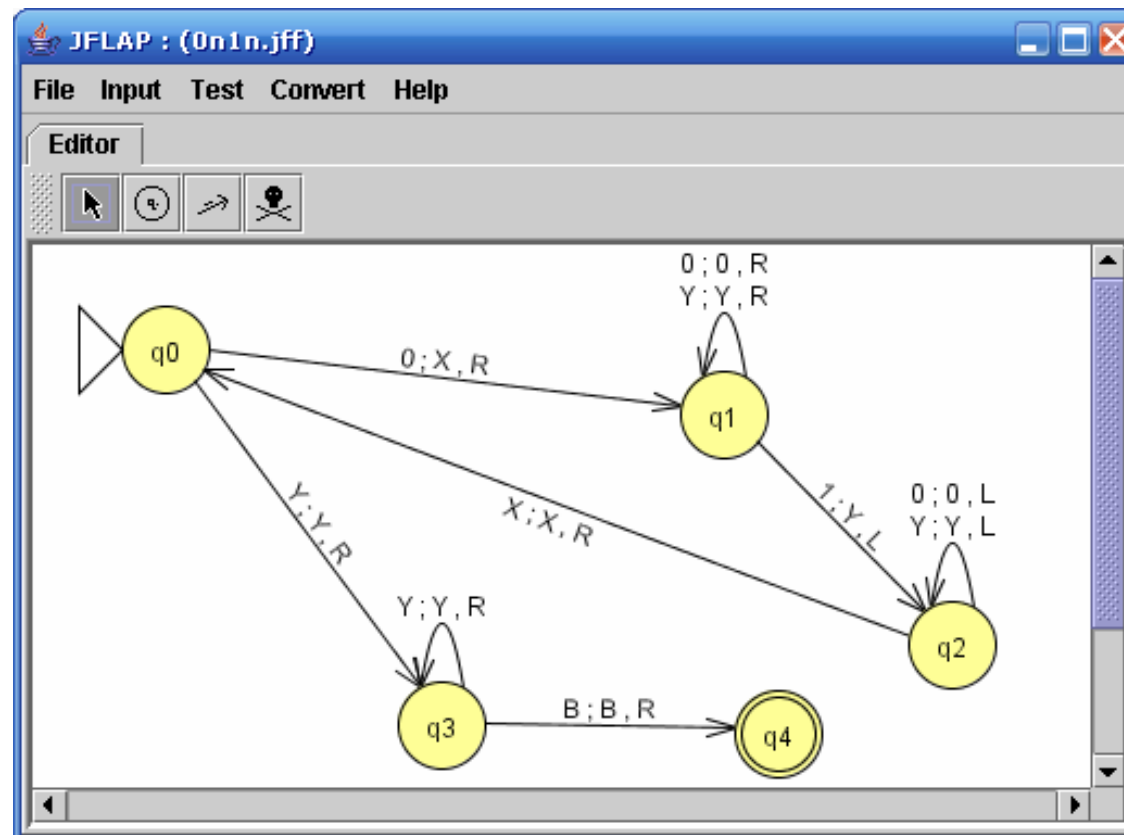 JFLAP : (0n1n.jff)
File Input Test Convert Help
Editor
q
0;0,R
Y;Y,R
q0
0;X,R
q1
1;Y,L
0;0,L
Y;Y,L
X;X,R
Y;Y,R
q2
Y;Y,R
q3
B;B,R
q4